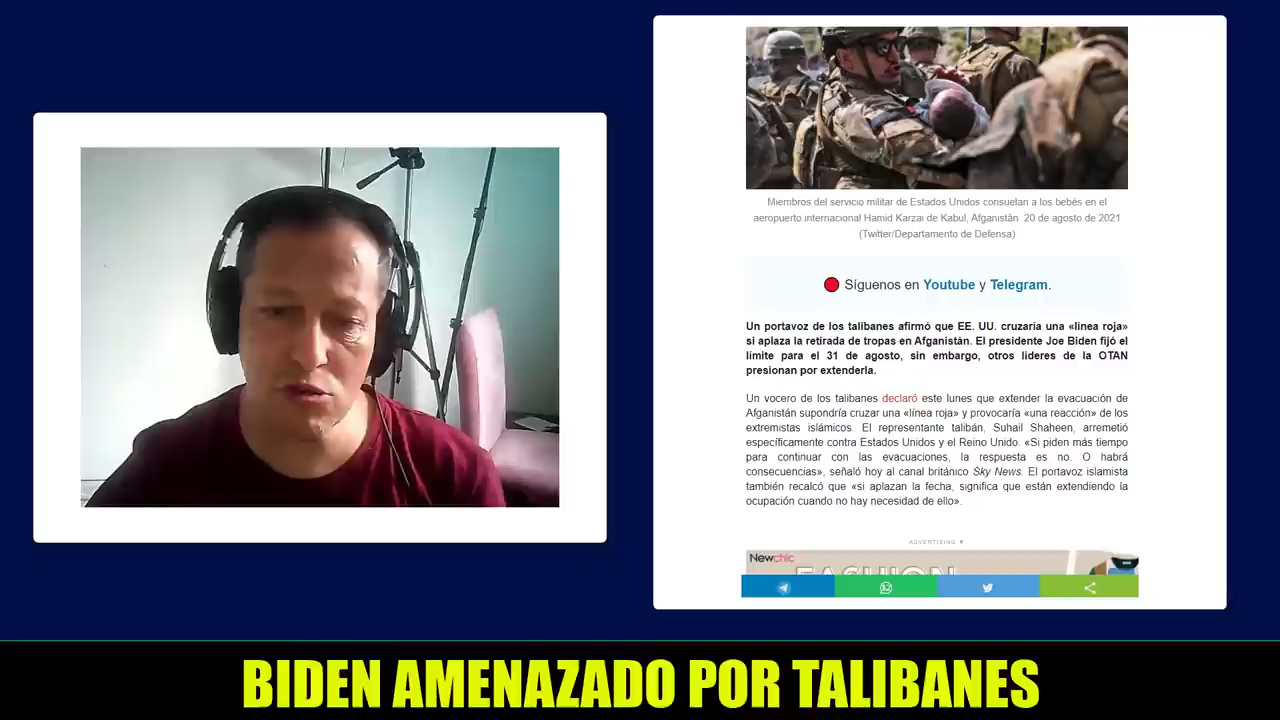 Miembros del servicio militar de Estados Unidos consuelan a los bebés en el
aeropuerto internacional Hamid Karzai de Kabul, Afganistán  20 de agosto de 2021
(Twitter/Departamento de Defensa)
Síguenos en Youtube y Telegram.
Un portavoz de los talibanes afirmó que EE. UU. cruzaría una «línea roja»
si aplaza la retirada de tropas en Afganistán. El presidente Joe Biden fijó el
límite para el 31 de agosto, sin embargo, otros líderes de la OTAN
presionan por extenderla.
Un vocero de los talibanes declaró este lunes que extender la evacuación de
Afganistán supondría cruzar una «línea roja» y provocaría «una reacción» de los
extremistas islámicos. El representante talibán, Suhail Shaheen, arremetió
específicamente contra Estados Unidos y el Reino Unido. «Si piden más tiempo
para continuar con las evacuaciones, la respuesta es no. O habrá
consecuencias», señaló hoy al canal británico Sky News. El portavoz islamista
también recalcó que «si aplazan la fecha, significa que están extendiendo la
ocupación cuando no hay necesidad de ello».
ADVERTISING ▼
Newchic
FASHION
BIDEN AMENAZADO POR TALIBANES